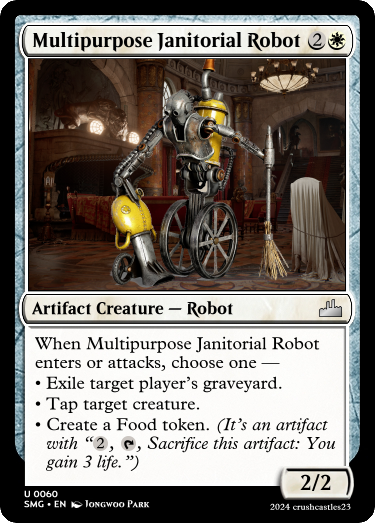 Multipurpose Janitorial Robot 2
Artifact Creature — Robot
When Multipurpose Janitorial Robot
enters or attacks, choose one —
• Exile target player's graveyard.
• Tap target creature.
• Create a Food token. (It's an artifact
with “2, , Sacrifice this artifact: You
gain 3 life.”)
2/2
U 0060
SMG • EN Jongwoo Park
2024 crushcastles23